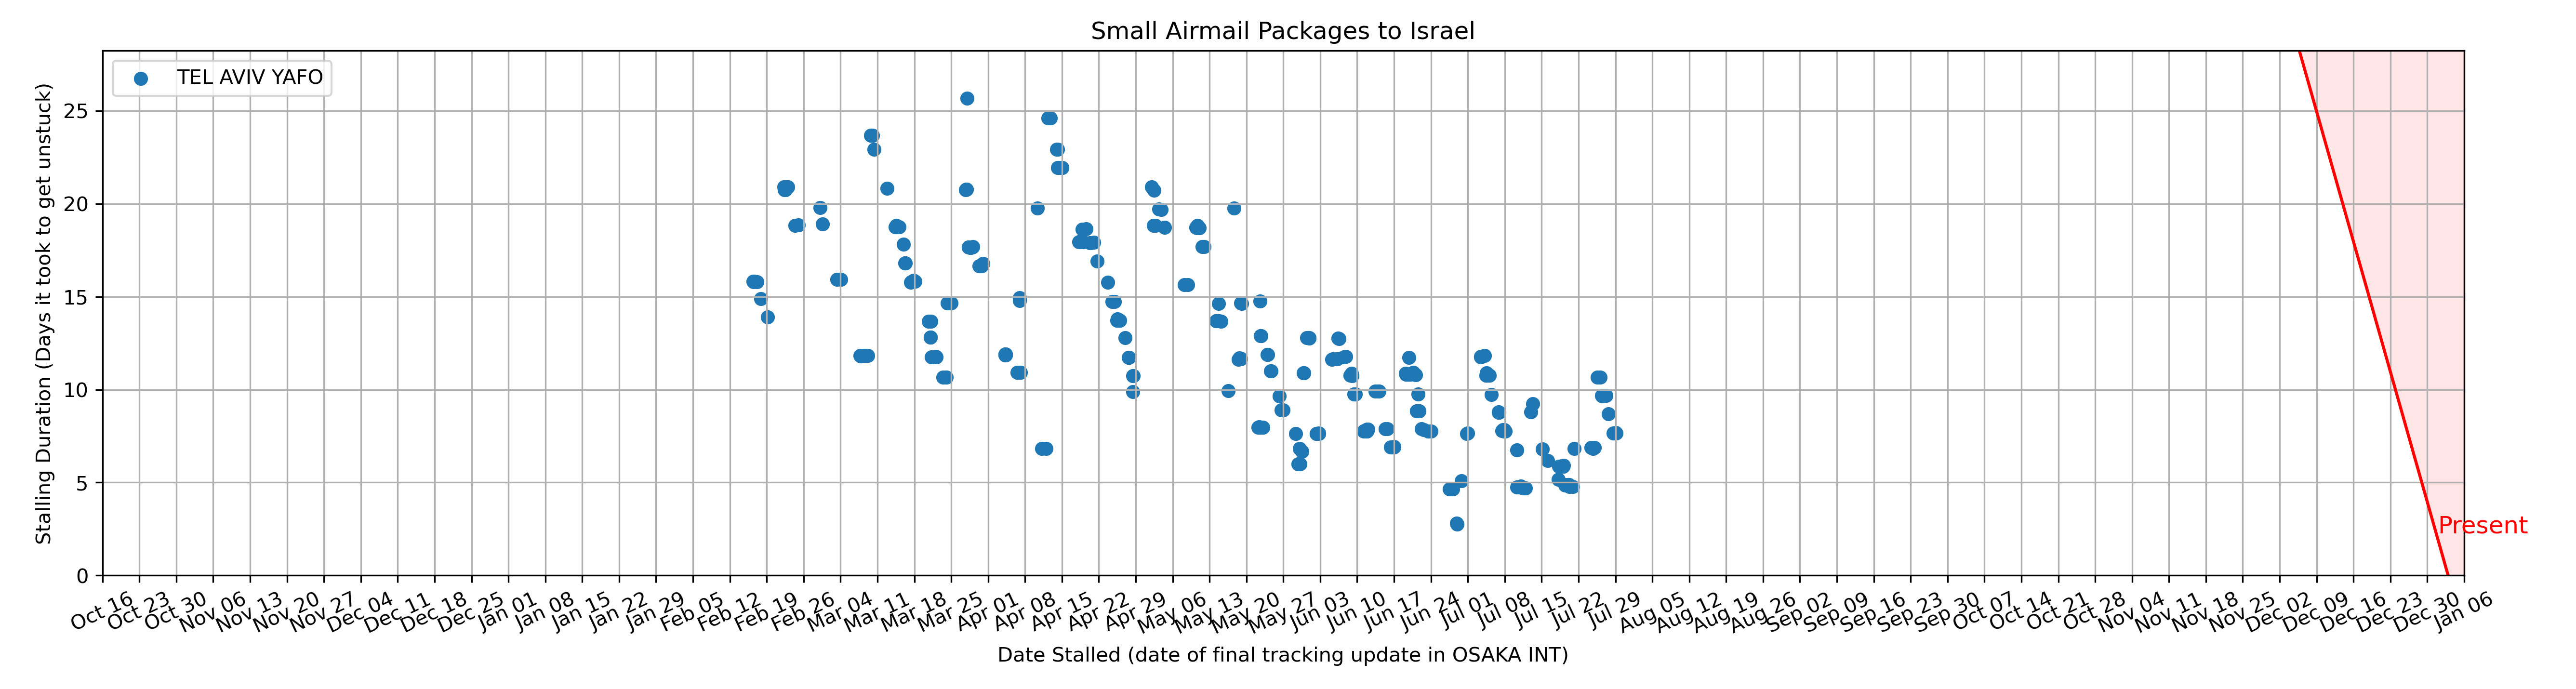 Small Airmail Packages to Israel
TEL AVIV YAFO
Stalling Duration (Days it took to get unstuck)
25
20
15
10
5
0
Present
Oct 16
Oct 23
Oct 30
Nov 06
Nov 13
Nov 20
Nov 27
Dec 04
Dec 11
Dec 18
Dec 25
Jan 01
Jan 08
Jan 15
Jan 22
Jan 29
Feb 05
Feb 12
Feb 19
Feb 26
Mar 04
Mar 11
Mar 18
Mar 25
Apr 01
Apr 08
Apr 15
Apr 22
Apr 29
May 06
May 13
May 20
May 27
Jun 03
Jun 10
Jun 17
Jun 24
Jul 01
Jul 08
Jul 15
Jul 22
Jul 29
Aug 05
Aug 12
Aug 19
Aug 26
Sep 02
Sep 09
Sep 16
Sep 23
Sep 30
Oct 07
Oct 14
Oct 21
Oct 28
Nov 04
Nov 11
Nov 18
Nov 25
Dec 02
Dec 09
Dec 16
Dec 23
Dec 30
Jan 06
Date Stalled (date of final tracking update in OSAKA INT)